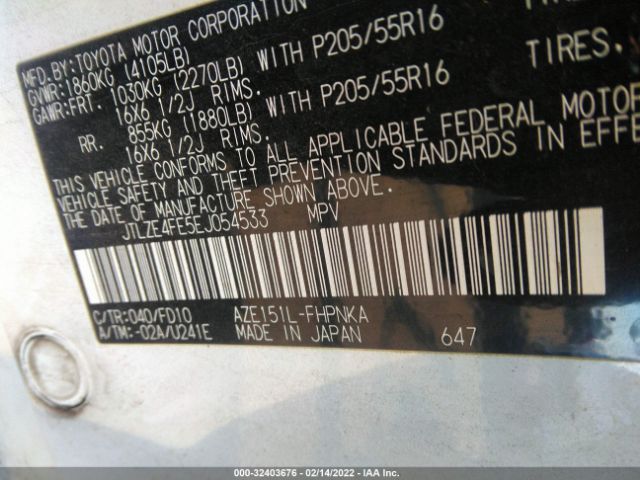 MFD.BY:TOYOTA MOTOR CORPORATION
GVWR:1860KG (4105LB)
GAWR:FRT. 1030KG (2270LB) WITH P205/55R16 TIRES.
16X6 1/2J RIMS.
RR. 855KG (1880LB) WITH P205/55R16
16X6 1/2J RIMS.
THIS VEHICLE CONFORMS TO ALL APPLICABLE FEDERAL MOTOR
VEHICLE SAFETY AND THEFT PREVENTION STANDARDS IN EFFE
THE DATE OF MANUFACTURE SHOWN ABOVE.
JTLZE4FE5EJ054533 MPV
C/TR:040/FD10 AZE151L-FHPNKA
A/TM:-02A/U241E MADE IN JAPAN 647
000-32403676 - 02/14/2022 - IAA Inc.